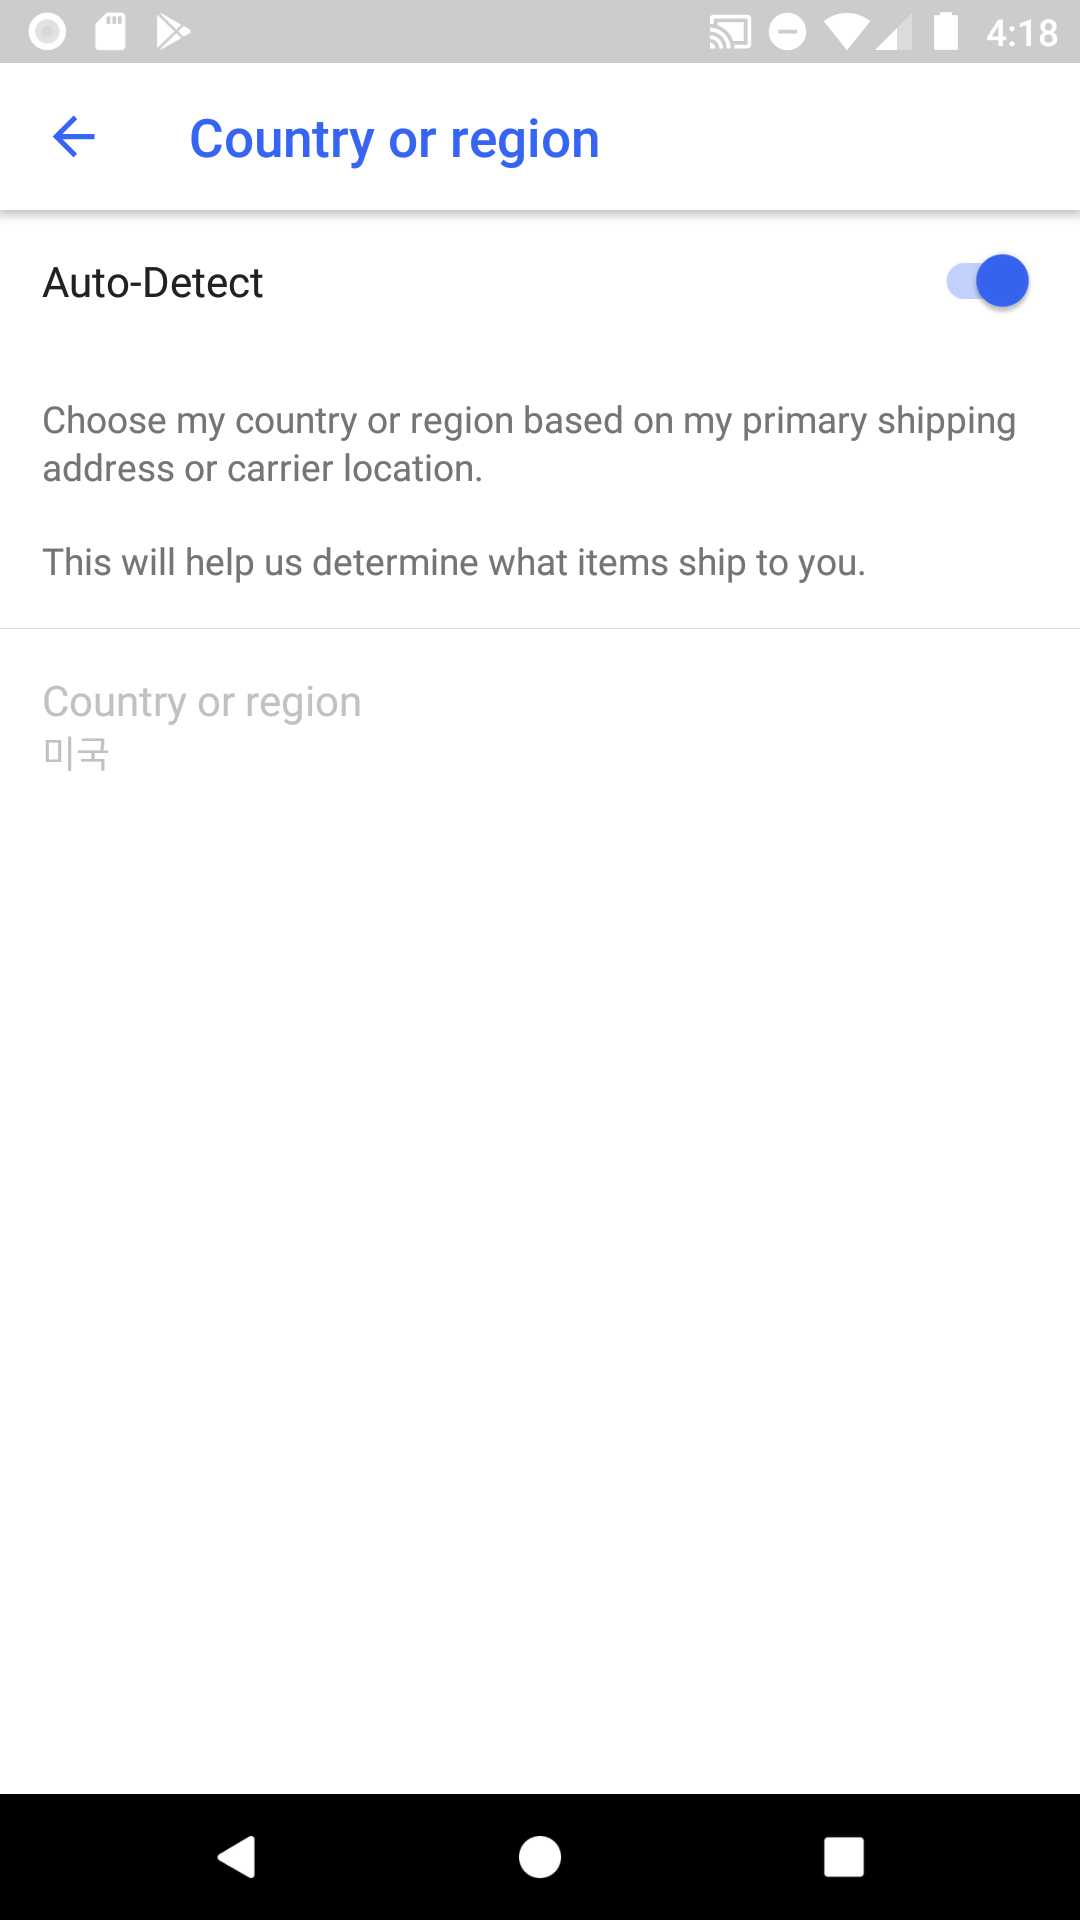 4:18
Country or region
Auto-Detect
Choose my country or region based on my primary shipping
address or carrier location.
This will help us determine what items ship to you.
Country or region
미국